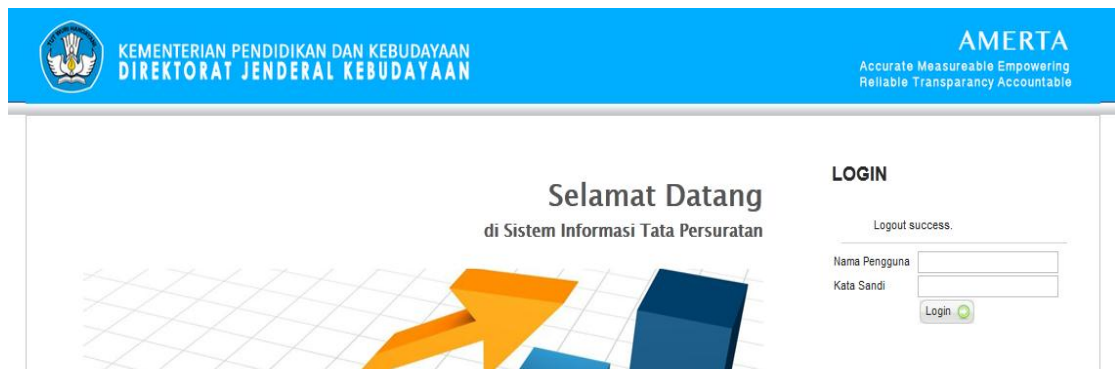 KEMENTERIAN PENDIDIKAN DAN KEBUDAYAAN
DIREKTORAT JENDERAL KEBUDAYAAN
AMERTA
Accurate Measureable Empowering
Reliable Transparancy Accountable
Selamat Datang
di Sistem Informasi Tata Persuratan
LOGIN
Logout success.
Nama Pengguna
Kata Sandi
Login